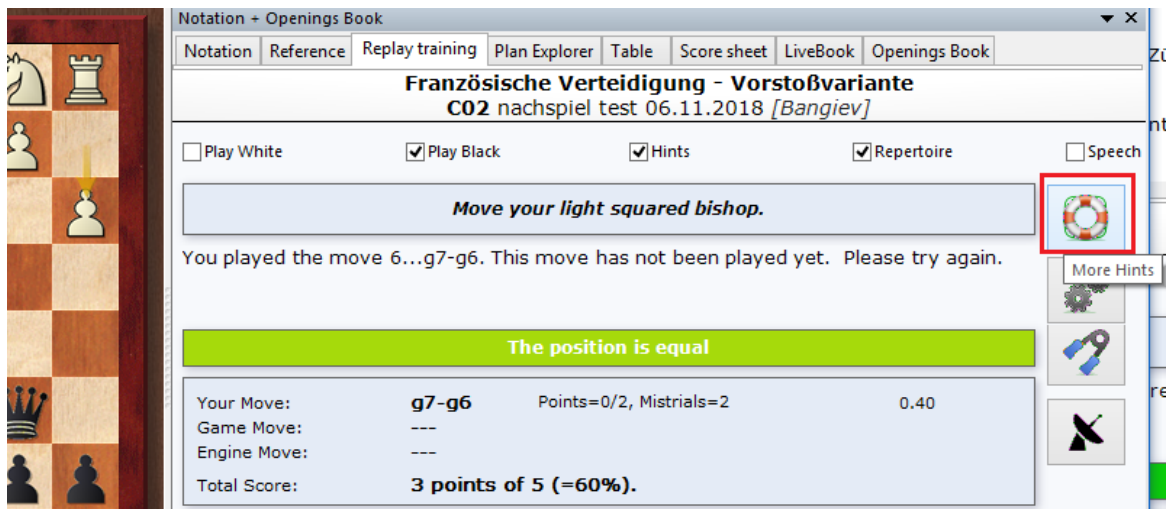 Notation + Openings Book
Notation Reference Replay training Plan Explorer Table Score sheet LiveBook Openings Book
Französische Verteidigung - Vorstoßvariante
C02 nachspiel test 06.11.2018 [Bangiev]
Play White Play Black Hints Repertoire Speech
Move your light squared bishop.
You played the move 6...g7-g6. This move has not been played yet. Please try again.
More Hints
The position is equal
Your Move: g7-g6 Points=0/2, Mistrials=2 0.40
Game Move: ---
Engine Move: ---
Total Score: 3 points of 5 (=60%).